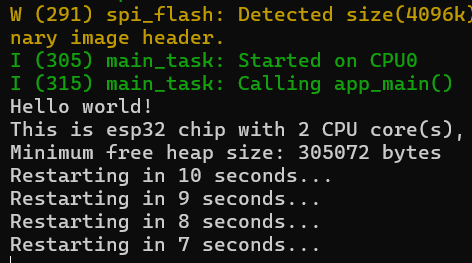 W (291) spi_flash: Detected size(4096k)
nary image header.
I (305) main_task: Started on CPU0
I (315) main_task: Calling app_main()
Hello world!
This is esp32 chip with 2 CPU core(s),
Minimum free heap size: 305072 bytes
Restarting in 10 seconds...
Restarting in 9 seconds...
Restarting in 8 seconds...
Restarting in 7 seconds...